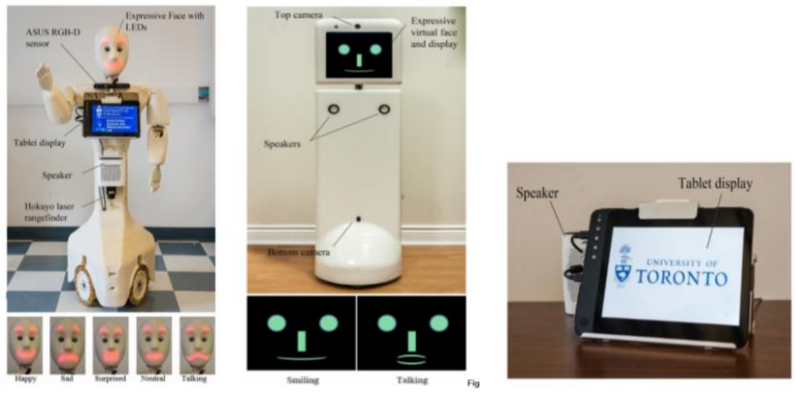 Expressive Face with
LEDs
ASUS RGB-D
sensor
Tablet display
Speaker
Hokuyo laser
rangefinder
Happy
Sad
Surprised
Neutral
Talking
Top camera
Expressive
virtual face
and display
Speakers
Bottom camera
Smiling
Talking
Fig
Speaker
Tablet display
UNIVERSITY OF
TORONTO